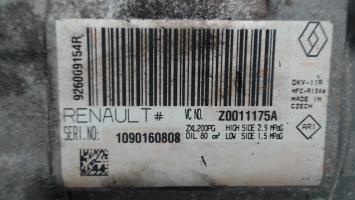 926009154R
DKV-11R
HFC-R134a
MADE IN
CZECH
RENAULT# VC NO. Z0011175A
SERI.NO: 1090160808
ZXL200PG HIGH SIDE 2.9 MPaG
OIL 80 cm³ LOW SIDE 1.5 MPaG
AR1